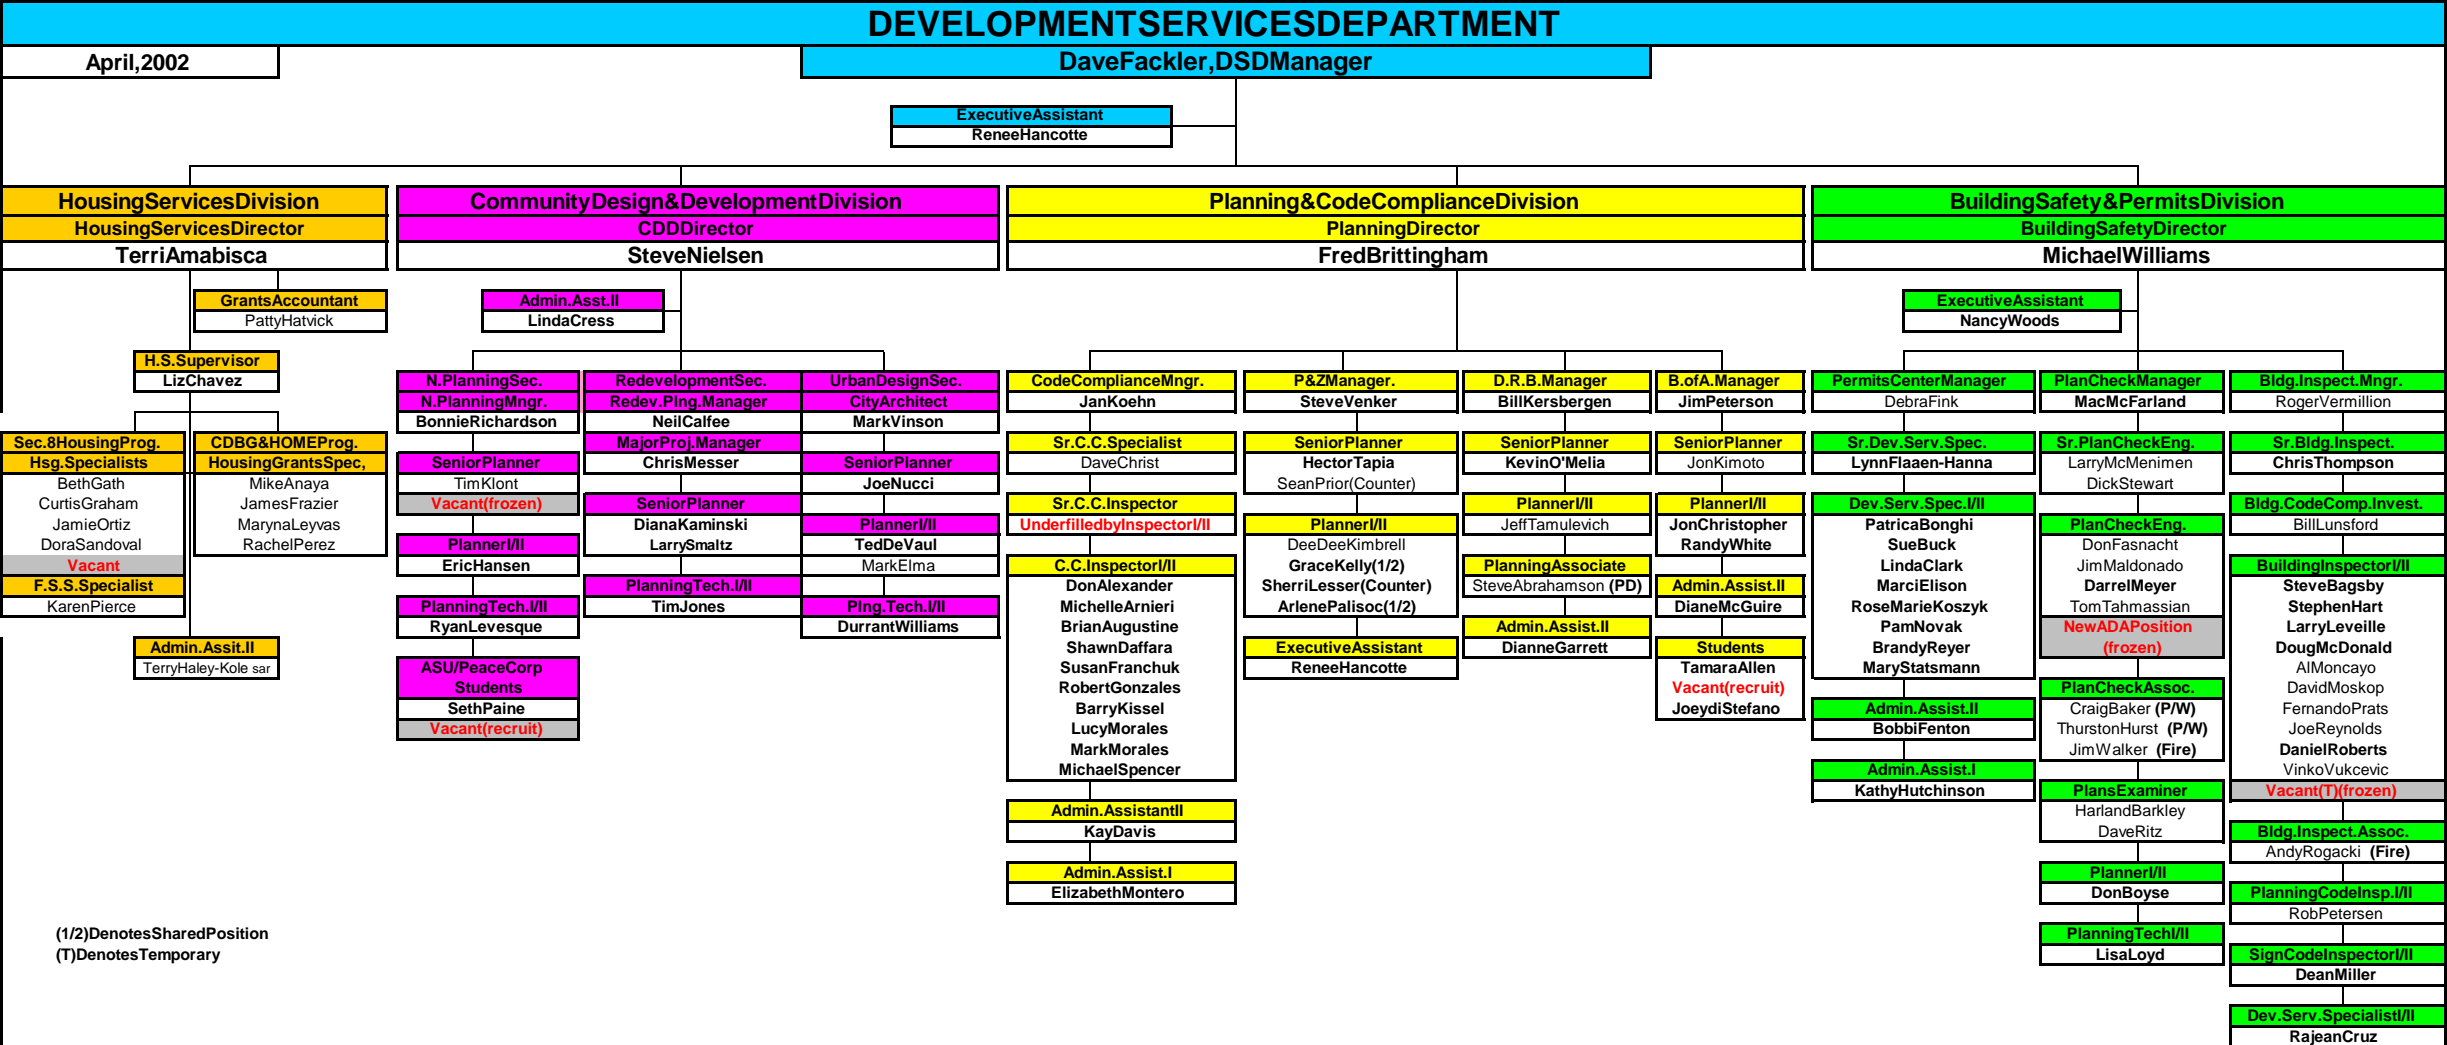 DEVELOPMENTSERVICESDEPARTMENT
April,2002
DaveFackler,DSDManager
ExecutiveAssistant
ReneeHancotte
HousingServicesDivision
HousingServicesDirector
TerriAmabisca
GrantsAccountant
PattyHatvick
H.S.Supervisor
LizChavez
Sec.8HousingProg.
Hsg.Specialists
BethGath
CurtisGraham
JamieOrtiz
DoraSandoval
Vacant
F.S.S.Specialist
KarenPierce
CDBG&HOMEProg.
HousingGrantsSpec,
MikeAnaya
JamesFrazier
MarynaLeyvas
RachelPerez
Admin.Assit.II
TerryHaley-Kole sar
CommunityDesign&DevelopmentDivision
CDDDirector
SteveNielsen
Admin.Asst.II
LindaCress
N.PlanningSec.
N.PlanningMngr.
BonnieRichardson
SeniorPlanner
TimKlont
Vacant(frozen)
PlannerI/II
EricHansen
PlanningTech.I/II
RyanLevesque
ASU/PeaceCorp
Students
SethPaine
Vacant(recruit)
RedevelopmentSec.
Redev.Plng.Manager
NeilCalfee
MajorProj.Manager
ChrisMesser
SeniorPlanner
DianaKaminski
LarrySmaltz
PlanningTech.I/II
TimJones
UrbanDesignSec.
CityArchitect
MarkVinson
SeniorPlanner
JoeNucci
PlannerI/II
TedDeVaul
MarkElma
Plng.Tech.I/II
DurrantWilliams
Planning&CodeComplianceDivision
PlanningDirector
FredBrittingham
CodeComplianceMngr.
JanKoehn
Sr.C.C.Specialist
DaveChrist
Sr.C.C.Inspector
UnderfilledbyInspectorI/II
C.C.InspectorI/II
DonAlexander
MichelleArnieri
BrianAugustine
ShawnDaffara
SusanFranchuk
RobertGonzales
BarryKissel
LucyMorales
MarkMorales
MichaelSpencer
Admin.AssistantII
KayDavis
Admin.Assist.I
ElizabethMontero
P&ZManager.
SteveVenker
SeniorPlanner
HectorTapia
SeanPrior(Counter)
PlannerI/II
DeeDeeKimbrell
GraceKelly(1/2)
SherriLesser(Counter)
ArlenePalisoc(1/2)
ExecutiveAssistant
ReneeHancotte
D.R.B.Manager
BillKersbergen
SeniorPlanner
KevinO'Melia
PlannerI/II
JeffTamulevich
PlanningAssociate
SteveAbrahamson (PD)
Admin.Assist.II
DianneGarrett
B.ofA.Manager
JimPeterson
SeniorPlanner
JonKimoto
PlannerI/II
JonChristopher
RandyWhite
Admin.Assist.II
DianeMcGuire
Students
TamaraAllen
Vacant(recruit)
JoeydiStefano
BuildingSafety&PermitsDivision
BuildingSafetyDirector
MichaelWilliams
ExecutiveAssistant
NancyWoods
PermitsCenterManager
DebraFink
Sr.Dev.Serv.Spec.
LynnFlaaen-Hanna
Dev.Serv.Spec.I/II
PatricaBonghi
SueBuck
LindaClark
MarciElison
RoseMarieKoszyk
PamNovak
BrandyReyer
MaryStatsmann
Admin.Assist.II
BobbiFenton
Admin.Assist.I
KathyHutchinson
PlanCheckManager
MacMcFarland
Sr.PlanCheckEng.
LarryMcMenimen
DickStewart
PlanCheckEng.
DonFasnacht
JimMaldonado
DarrelMeyer
TomTahmassian
NewADAPosition
(frozen)
PlanCheckAssoc.
CraigBaker (P/W)
ThurstonHurst (P/W)
JimWalker (Fire)
PlansExaminer
HarlandBarkley
DaveRitz
PlannerI/II
DonBoyse
PlanningTechI/II
LisaLoyd
Bldg.Inspect.Mngr.
RogerVermillion
Sr.Bldg.Inspect.
ChrisThompson
Bldg.CodeComp.Invest.
BillLunsford
BuildingInspectorI/II
SteveBagsby
StephenHart
LarryLeveille
DougMcDonald
AlMoncayo
DavidMoskop
FernandoPrats
JoeReynolds
DanielRoberts
VinkoVukcevic
Vacant(T)(frozen)
Bldg.Inspect.Assoc.
AndyRogacki (Fire)
PlanningCodeInsp.I/II
RobPetersen
SignCodeInspectorI/II
DeanMiller
Dev.Serv.SpecialistI/II
RajeanCruz
(1/2)DenotesSharedPosition
(T)DenotesTemporary